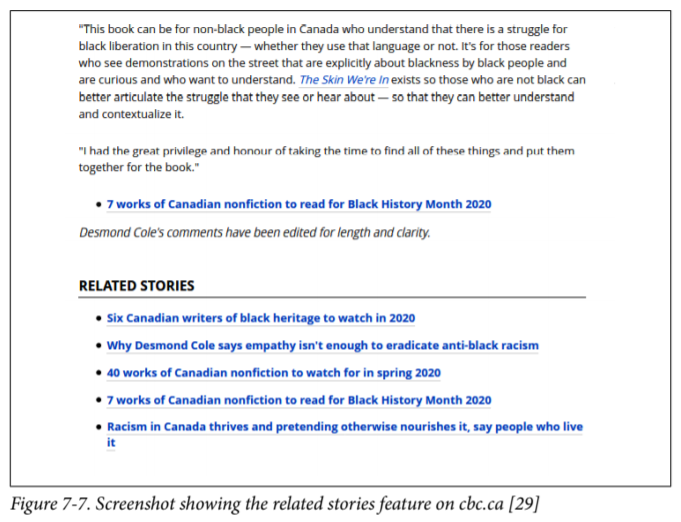 "This book can be for non-black people in Canada who understand that there is a struggle for
black liberation in this country — whether they use that language or not. It's for those readers
who see demonstrations on the street that are explicitly about blackness by black people and
are curious and who want to understand. The Skin We're In exists so those who are not black can
better articulate the struggle that they see or hear about — so that they can better understand
and contextualize it.
"I had the great privilege and honour of taking the time to find all of these things and put them
together for the book."
• 7 works of Canadian nonfiction to read for Black History Month 2020
Desmond Cole's comments have been edited for length and clarity.
RELATED STORIES
• Six Canadian writers of black heritage to watch in 2020
• Why Desmond Cole says empathy isn't enough to eradicate anti-black racism
• 40 works of Canadian nonfiction to watch for in spring 2020
• 7 works of Canadian nonfiction to read for Black History Month 2020
• Racism in Canada thrives and pretending otherwise nourishes it, say people who live
it
Figure 7-7. Screenshot showing the related stories feature on cbc.ca [29]